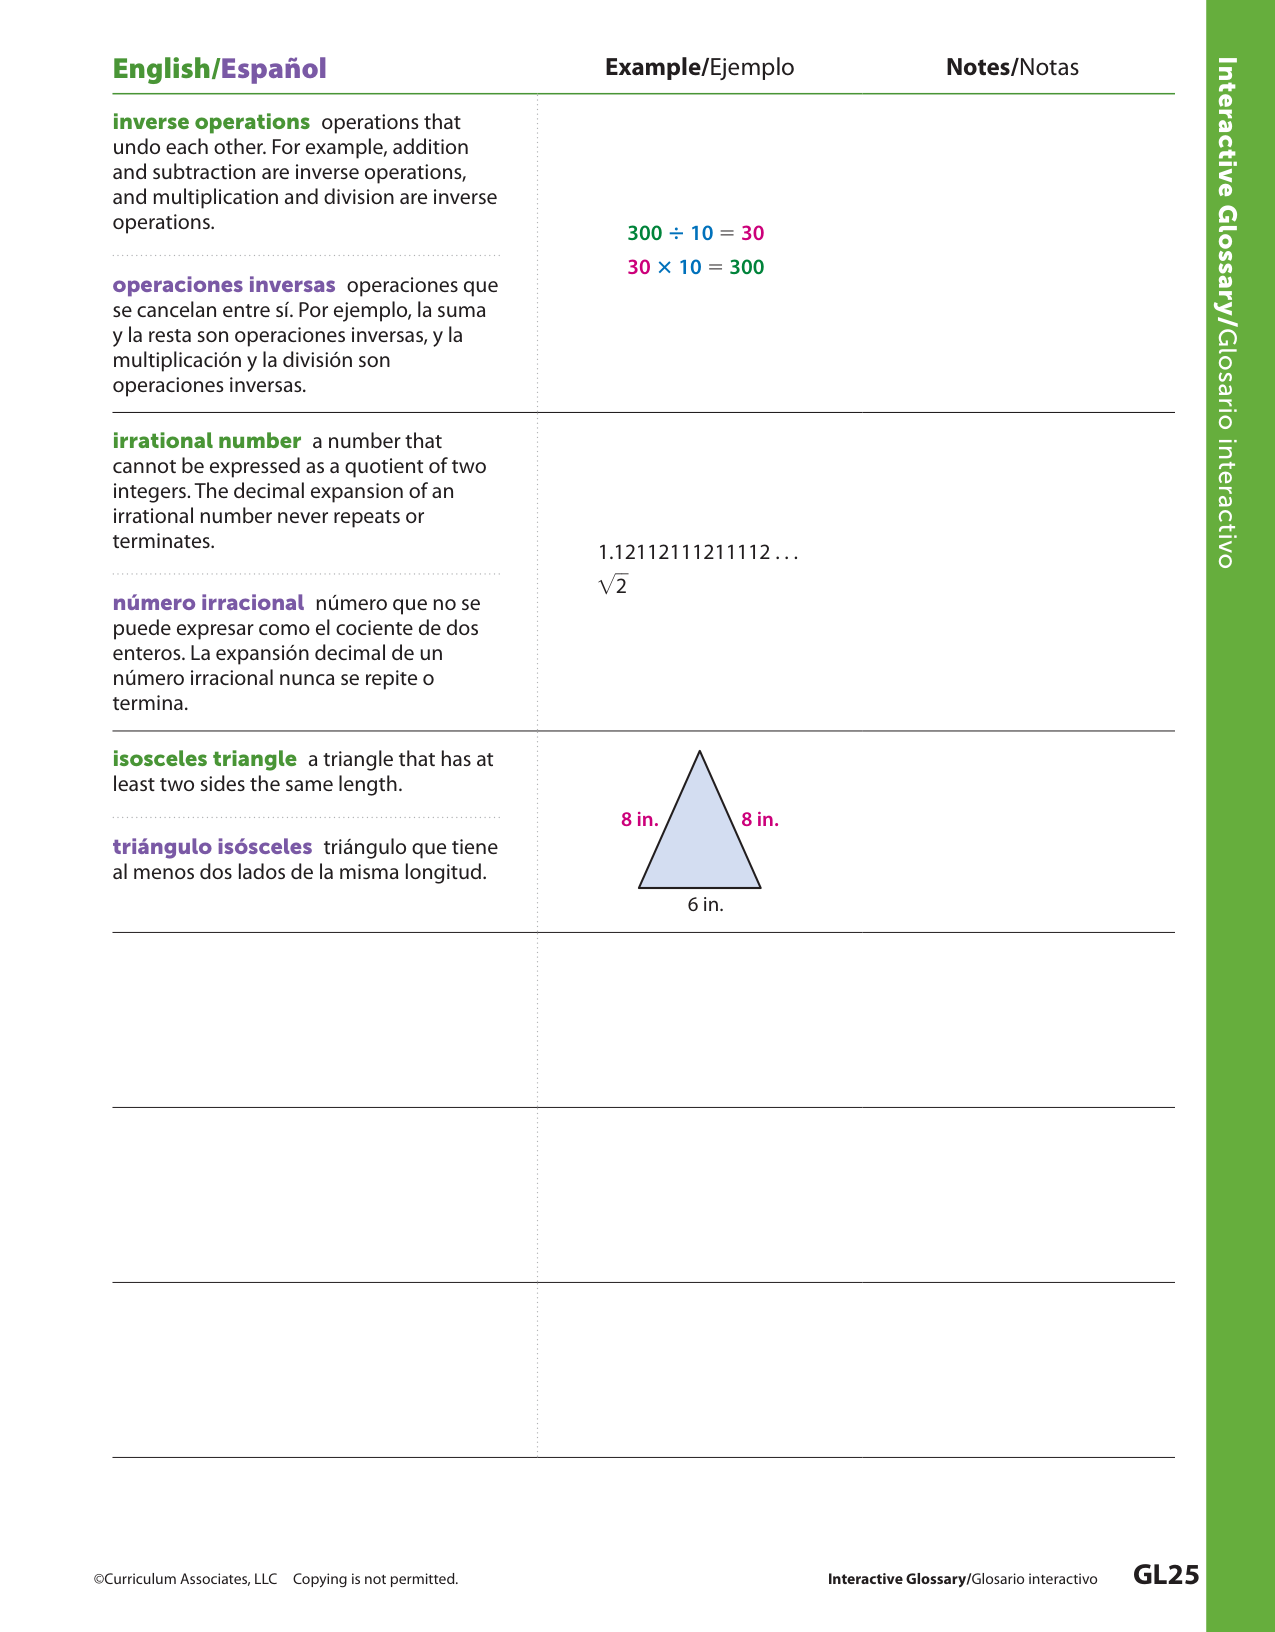 English/Español
Example/Ejemplo
Notes/Notas
inverse operations operations that
undo each other. For example, addition
and subtraction are inverse operations,
and multiplication and division are inverse
operations.
operaciones inversas operaciones que
se cancelan entre sí. Por ejemplo, la suma
y la resta son operaciones inversas, y la
multiplicación y la división son
operaciones inversas.
300 ÷ 10 = 30
30 × 10 = 300
irrational number a number that
cannot be expressed as a quotient of two
integers. The decimal expansion of an
irrational number never repeats or
terminates.
número irracional número que no se
puede expresar como el cociente de dos
enteros. La expansión decimal de un
número irracional nunca se repite o
termina.
1.12112111211112 . . .
√2
isosceles triangle a triangle that has at
least two sides the same length.
triángulo isósceles triángulo que tiene
al menos dos lados de la misma longitud.
8 in.
8 in.
6 in.
Interactive Glossary/Glosario interactivo
©Curriculum Associates, LLC Copying is not permitted.
Interactive Glossary/Glosario interactivo
GL25